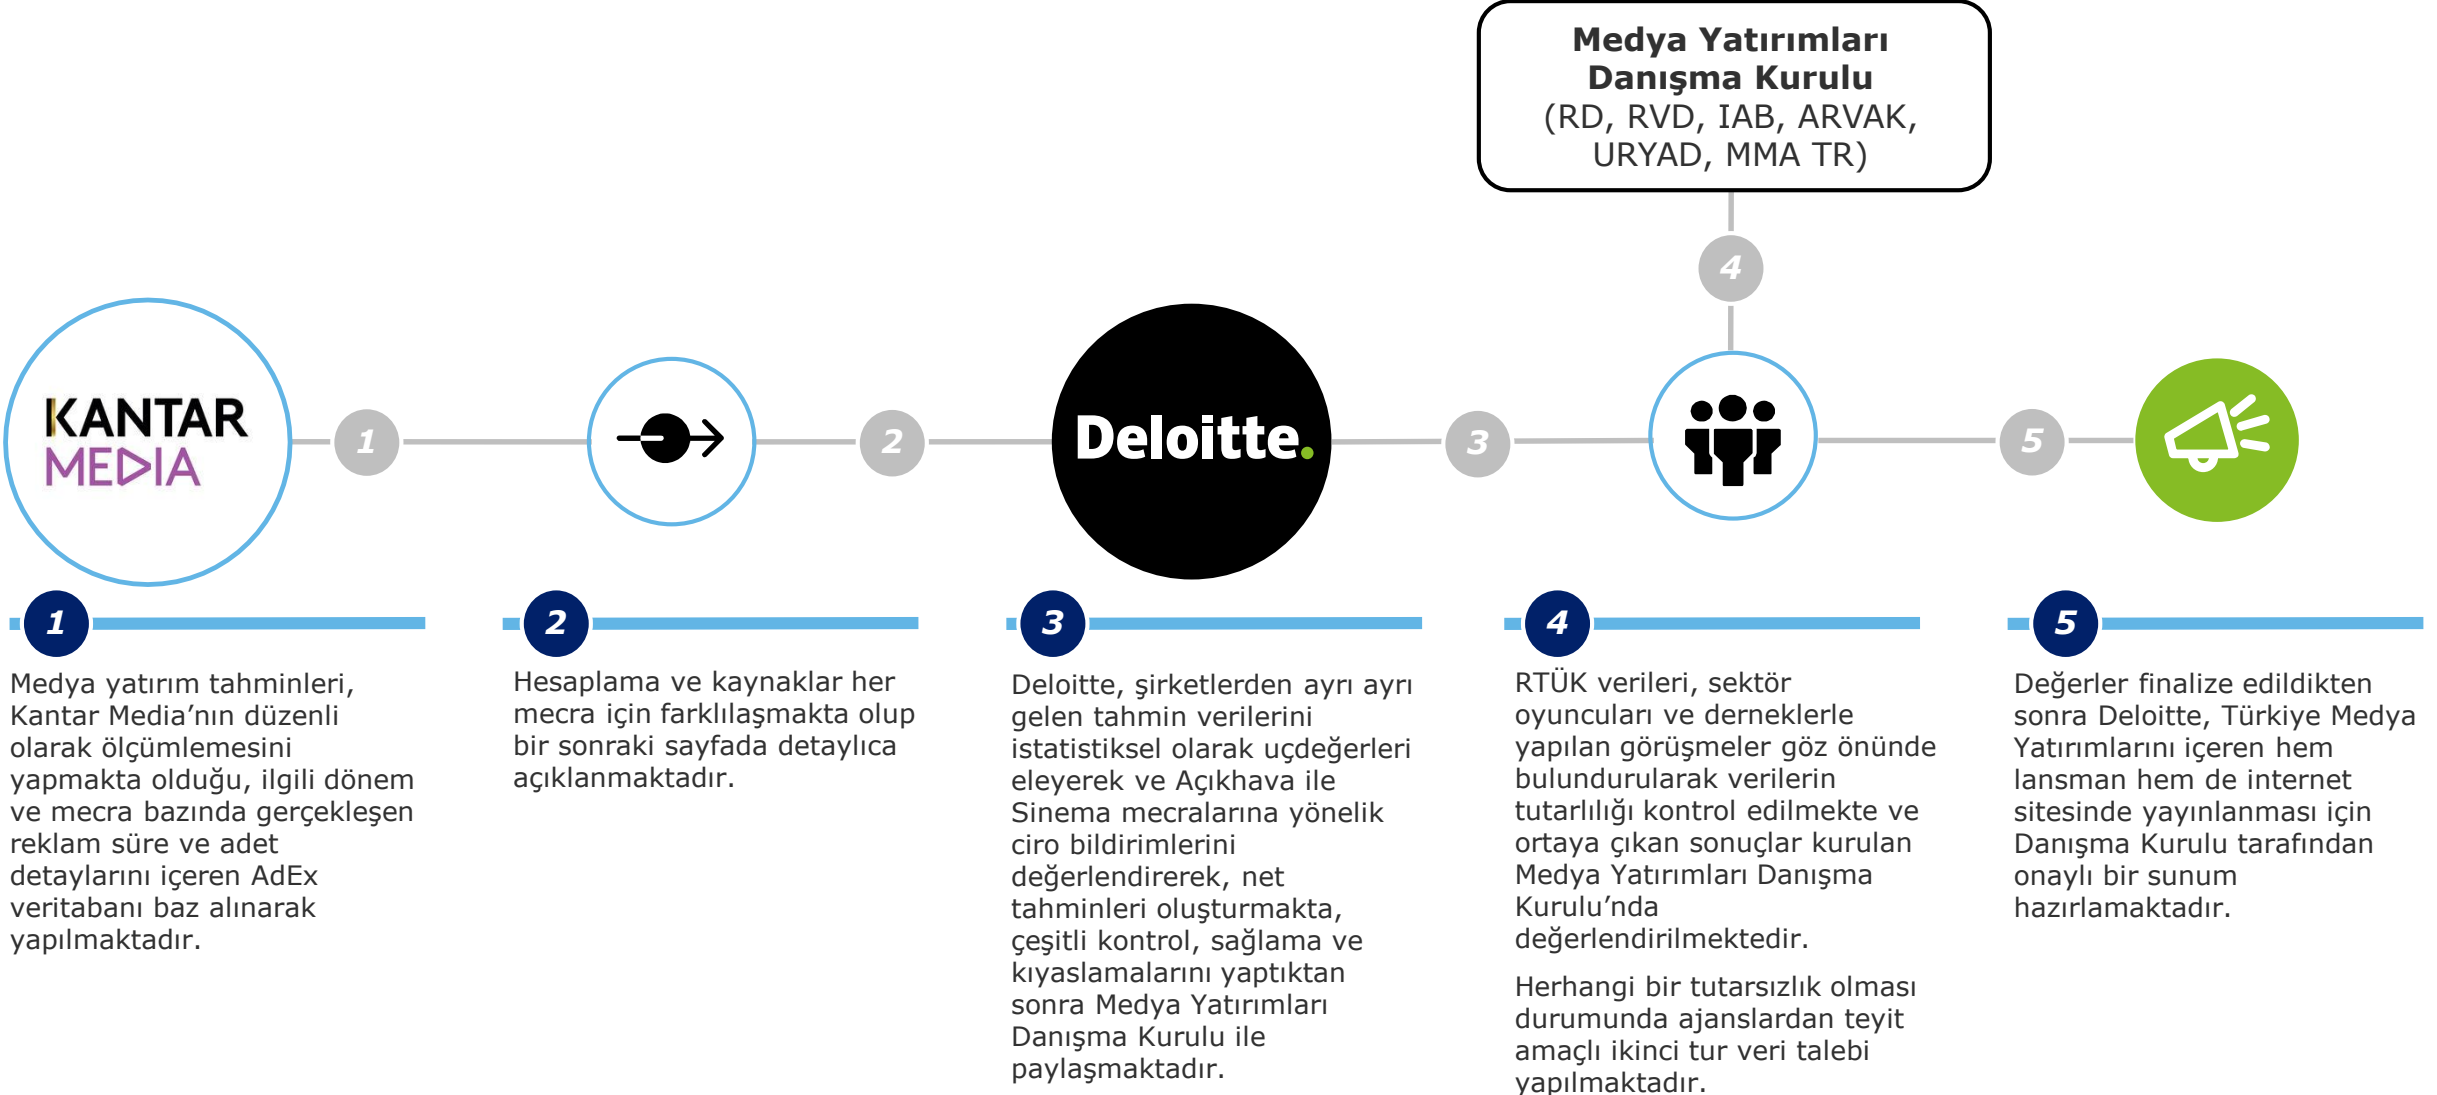 Medya Yatırımları
Danışma Kurulu
(RD, RVD, IAB, ARVAK,
URYAD, MMA TR)
4
KANTAR
MEDIA
1
2
Deloitte.
3
5
1
Medya yatırım tahminleri,
Kantar Media’nın düzenli
olarak ölçümlemesini
yapmakta olduğu, ilgili dönem
ve mecra bazında gerçekleşen
reklam süre ve adet
detaylarını içeren AdEx
veritabanı baz alınarak
yapılmaktadır.
2
Hesaplama ve kaynaklar her
mecra için farklılaşmakta olup
bir sonraki sayfada detaylıca
açıklanmaktadır.
3
Deloitte, şirketlerden ayrı ayrı
gelen tahmin verilerini
istatistiksel olarak uçdeğerleri
eleyerek ve Açıkhava ile
Sinema mecralarına yönelik
ciro bildirimlerini
değerlendirerek, net
tahminleri oluşturmakta,
çeşitli kontrol, sağlama ve
kıyaslamalarını yaptıktan
sonra Medya Yatırımları
Danışma Kurulu ile
paylaşmaktadır.
4
RTÜK verileri, sektör
oyuncuları ve derneklerle
yapılan görüşmeler göz önünde
bulundurularak verilerin
tutarlılığı kontrol edilmekte ve
ortaya çıkan sonuçlar kurulan
Medya Yatırımları Danışma
Kurulu’nda
değerlendirilmektedir.
Herhangi bir tutarsızlık olması
durumunda ajanslardan teyit
amaçlı ikinci tur veri talebi
yapılmaktadır.
5
Değerler finalize edildikten
sonra Deloitte, Türkiye Medya
Yatırımlarını içeren hem
lansman hem de internet
sitesinde yayınlanması için
Danışma Kurulu tarafından
onaylı bir sunum
hazırlamaktadır.